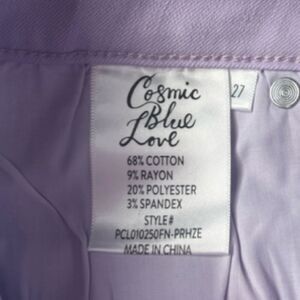 Cosmic
Blue
Love
27
68% COTTON
9% RAYON
20% POLYESTER
3% SPANDEX
STYLE#
PCL010250FN-PRHZE
MADE IN CHINA